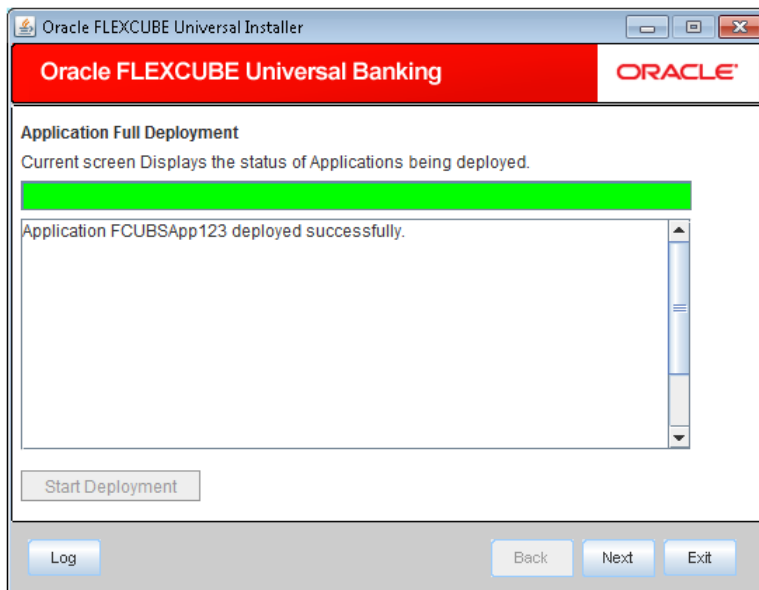 Oracle FLEXCUBE Universal Installer
Oracle FLEXCUBE Universal Banking
ORACLE
Application Full Deployment
Current screen Displays the status of Applications being deployed.
Application FCUBSApp123 deployed successfully.
Start Deployment
Log
Back
Next
Exit